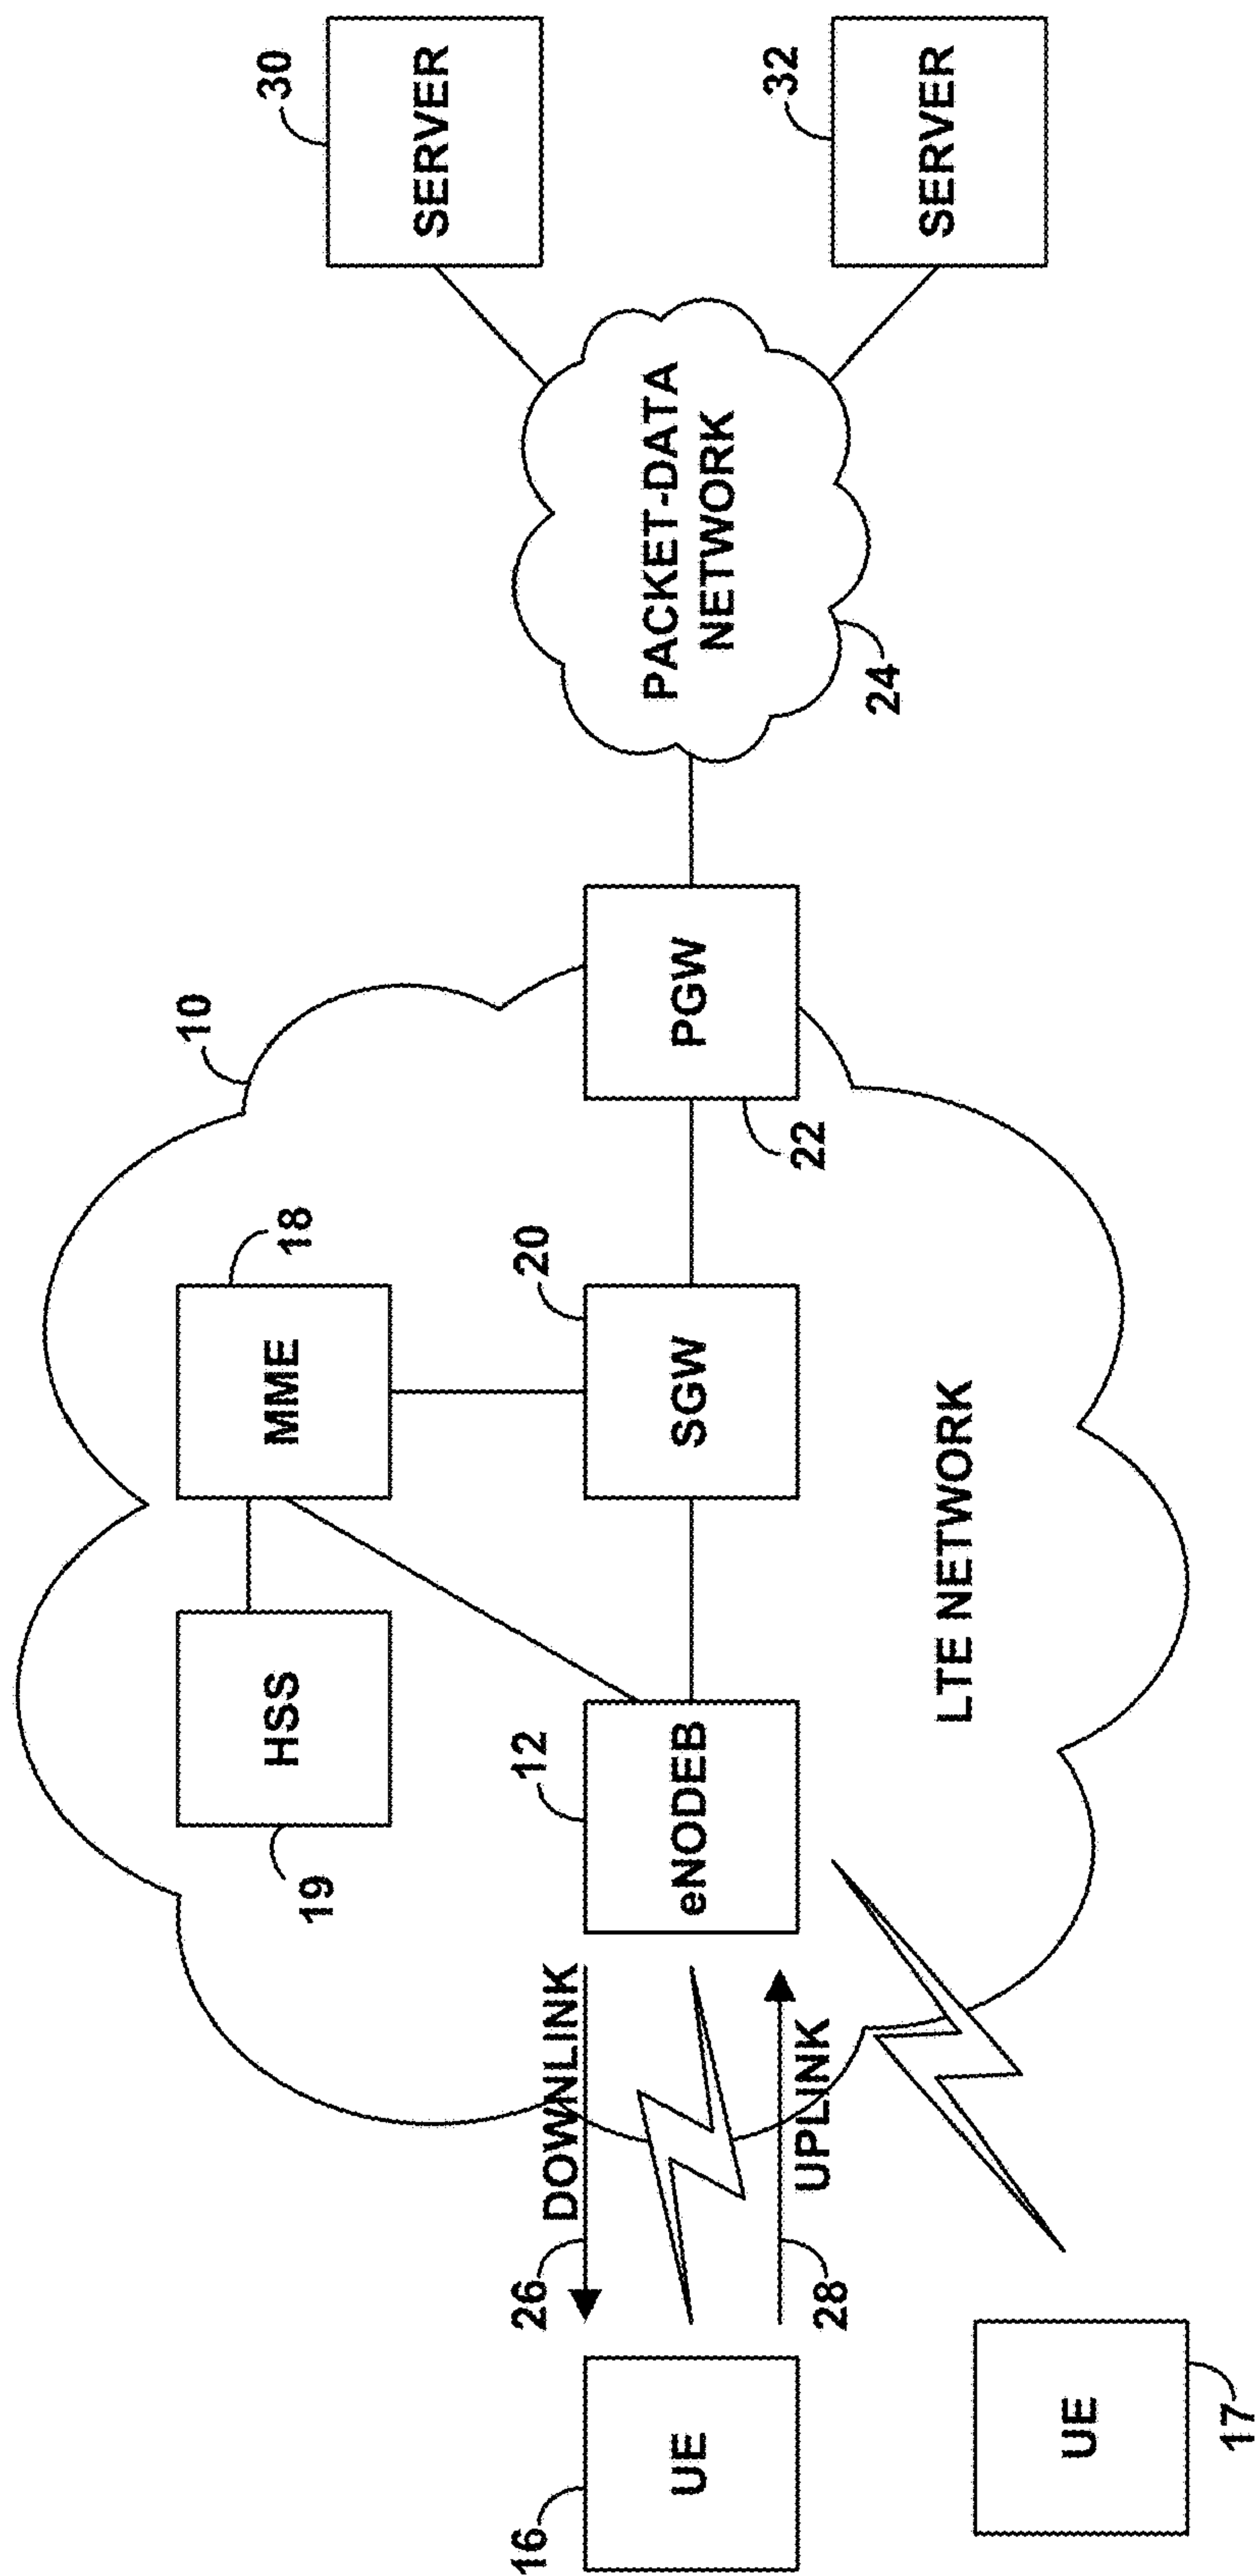 10
HSS
19
MME
18
30
SERVER
DOWNLINK
26
12
eNODEB
20
SGW
PGW
22
PACKET-DATA
NETWORK
24
16
UE
UPLINK
28
32
SERVER
LTE NETWORK
UE
17